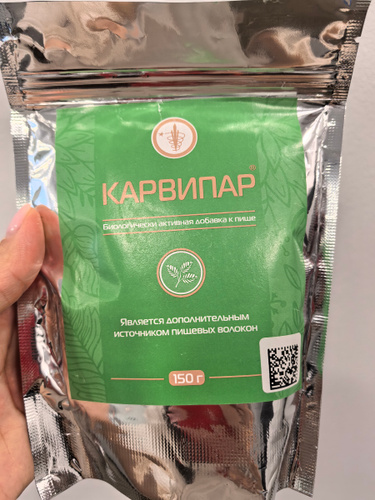 КАРВИПАР®
Биологически активная добавка к пище
Является дополнительным
источником пищевых волокон
150 г